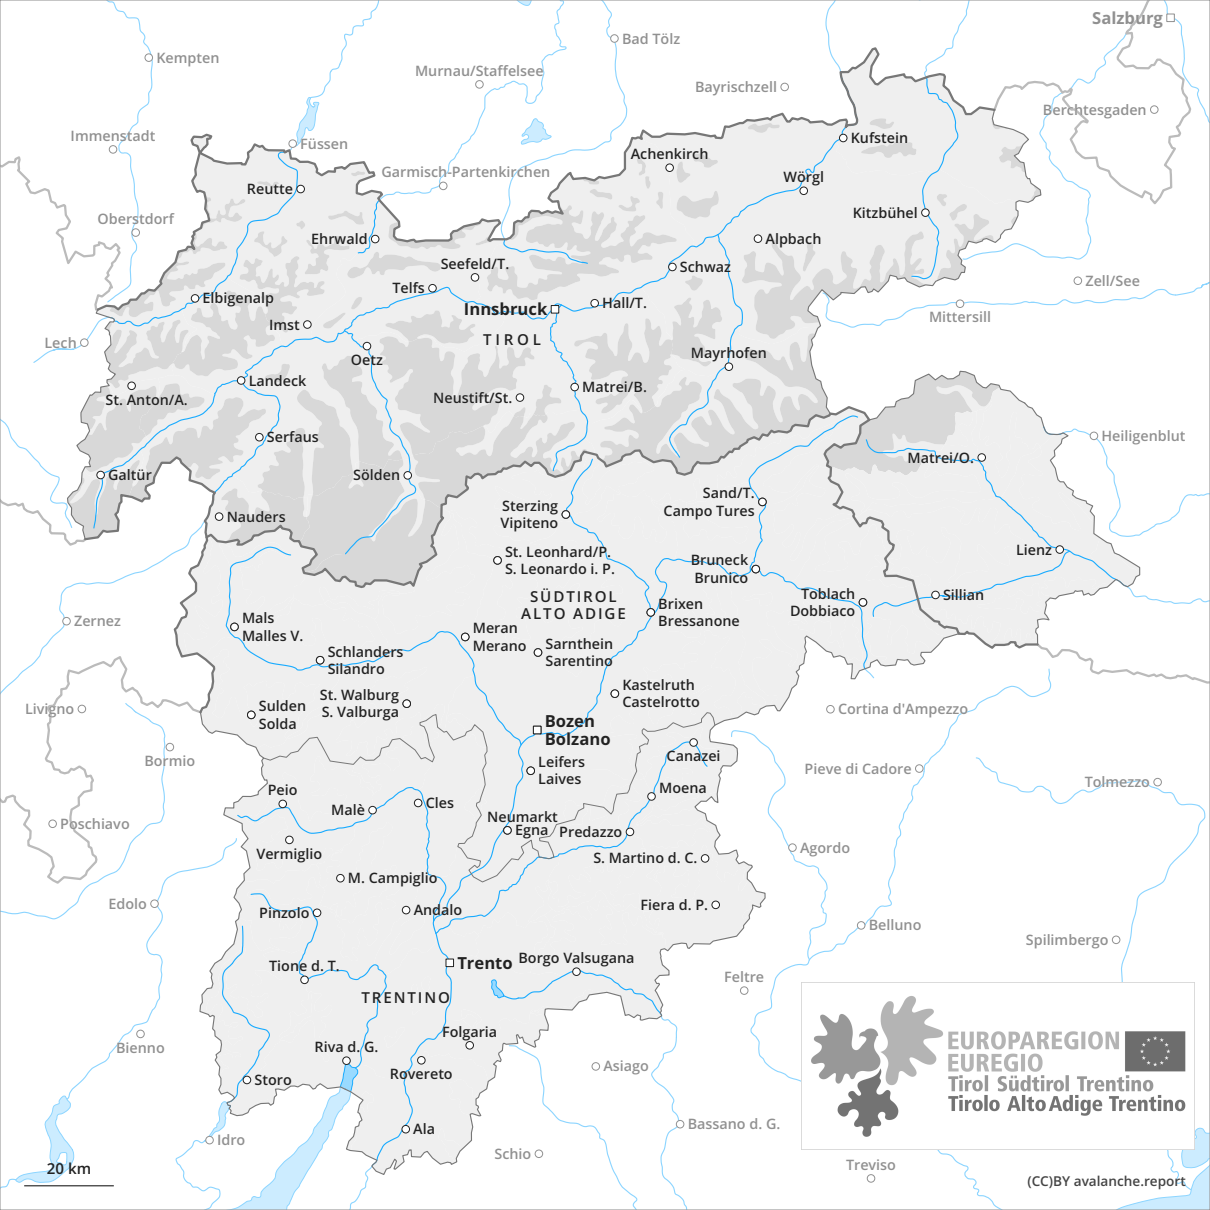 Salzburg
Bad Tölz
Kempten
Murnau/Staffelsee
Bayrischzell
Berchtesgaden
Immenstadt
Füssen
Kufstein
Achenkirch
Garmisch-Partenkirchen
Wörgl
Reutte
Oberstdorf
Kitzbühel
Ehrwald
Alpbach
Seefeld/T.
Schwaz
Zell/See
Telfs
Elbigenalp
Hall/T.
Innsbruck
Mittersill
Imst
TIROL
Lech
Oetz
Mayrhofen
Landeck
Matrei/B.
St. Anton/A.
Neustift/St.
Serfaus
Heiligenblut
Matrei/O.
Galtür
Sölden
Sand/T.
Campo Tures
Sterzing
Vipiteno
Nauders
Lienz
St. Leonhard/P.
S. Leonardo i. P.
Bruneck
Brunico
SÜDTIROL
ALTO ADIGE
Toblach
Dobbiaco
Sillian
Brixen
Bressanone
Zernez
Mals
Malles V.
Meran
Merano
Sarnthein
Sarentino
Schlanders
Silandro
Kastelruth
Castelrotto
St. Walburg
S. Valburga
Sulden
Solda
Livigno
Cortina d'Ampezzo
Bozen
Bolzano
Bormio
Canazei
Leifers
Laives
Pieve di Cadore
Tolmezzo
Peio
Moena
Malè
Cles
Neumarkt
Egna
Predazzo
Poschiavo
Vermiglio
S. Martino d. C.
Agordo
M. Campiglio
Edolo
Pinzolo
Andalo
Fiera d. P.
Belluno
Spilimbergo
Trento
Borgo Valsugana
Tione d. T.
Feltre
TRENTINO
Folgaria
Bienno
Riva d. G.
Rovereto
Asiago
Storo
EUROPAREGION
EUREGIO
Tirol Südtirol Trentino
Tirolo Alto Adige Trentino
Ala
Idro
Bassano d. G.
Schio
Treviso
20 km
(CC)BY avalanche.report